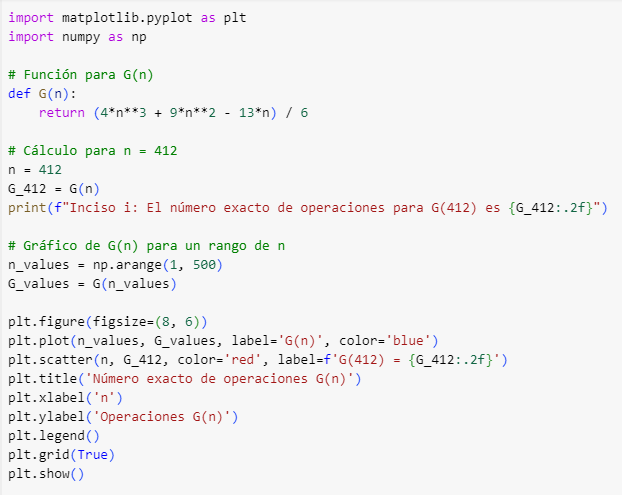 import matplotlib.pyplot as plt
import numpy as np

# Función para G(n)
def G(n):
    return (4*n**3 + 9*n**2 - 13*n) / 6

# Cálculo para n = 412
n = 412
G_412 = G(n)
print(f"Inciso i: El número exacto de operaciones para G(412) es {G_412:.2f}")

# Gráfico de G(n) para un rango de n
n_values = np.arange(1, 500)
G_values = G(n_values)

plt.figure(figsize=(8, 6))
plt.plot(n_values, G_values, label='G(n)', color='blue')
plt.scatter(n, G_412, color='red', label=f'G(412) = {G_412:.2f}')
plt.title('Número exacto de operaciones G(n)')
plt.xlabel('n')
plt.ylabel('Operaciones G(n)')
plt.legend()
plt.grid(True)
plt.show()